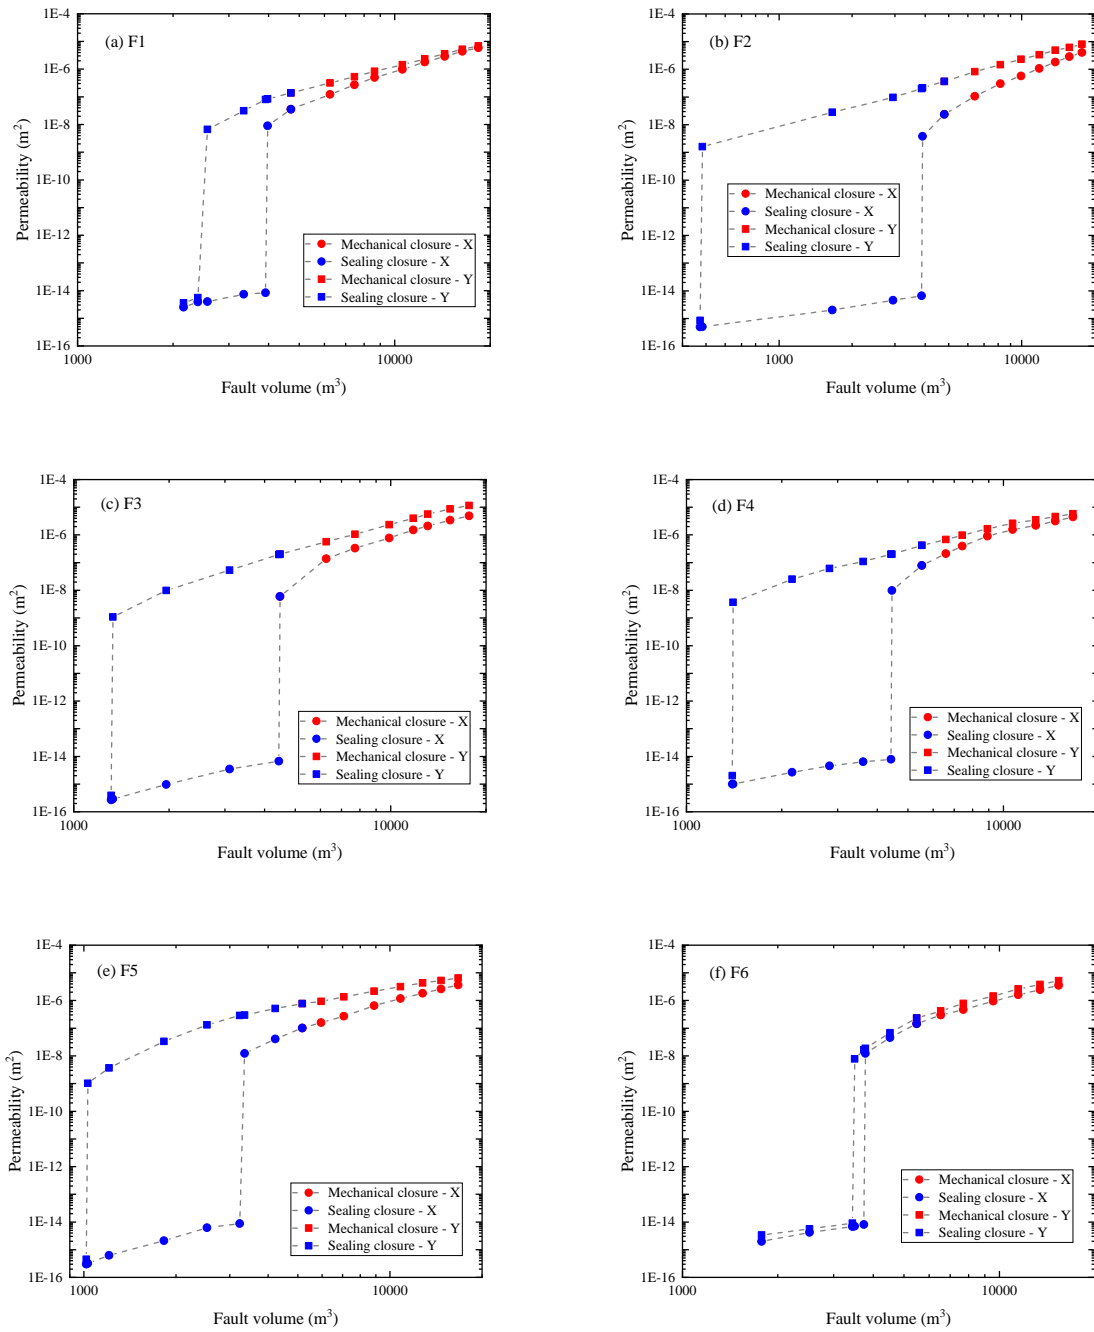 (a) F1
1E-4
1E-6
1E-8
1E-10
1E-12
1E-14
1E-16
Permeability (m²)
1000
10000
Fault volume (m³)
Mechanical closure - X
Sealing closure - X
Mechanical closure - Y
Sealing closure - Y
(b) F2
1E-4
1E-6
1E-8
1E-10
1E-12
1E-14
1E-16
Permeability (m²)
1000
10000
Fault volume (m³)
Mechanical closure - X
Sealing closure - X
Mechanical closure - Y
Sealing closure - Y
(c) F3
1E-4
1E-6
1E-8
1E-10
1E-12
1E-14
1E-16
Permeability (m²)
1000
10000
Fault volume (m³)
Mechanical closure - X
Sealing closure - X
Mechanical closure - Y
Sealing closure - Y
(d) F4
1E-4
1E-6
1E-8
1E-10
1E-12
1E-14
1E-16
Permeability (m²)
1000
10000
Fault volume (m³)
Mechanical closure - X
Sealing closure - X
Mechanical closure - Y
Sealing closure - Y
(e) F5
1E-4
1E-6
1E-8
1E-10
1E-12
1E-14
1E-16
Permeability (m²)
1000
10000
Fault volume (m³)
Mechanical closure - X
Sealing closure - X
Mechanical closure - Y
Sealing closure - Y
(f) F6
1E-4
1E-6
1E-8
1E-10
1E-12
1E-14
1E-16
Permeability (m²)
1000
10000
Fault volume (m³)
Mechanical closure - X
Sealing closure - X
Mechanical closure - Y
Sealing closure - Y